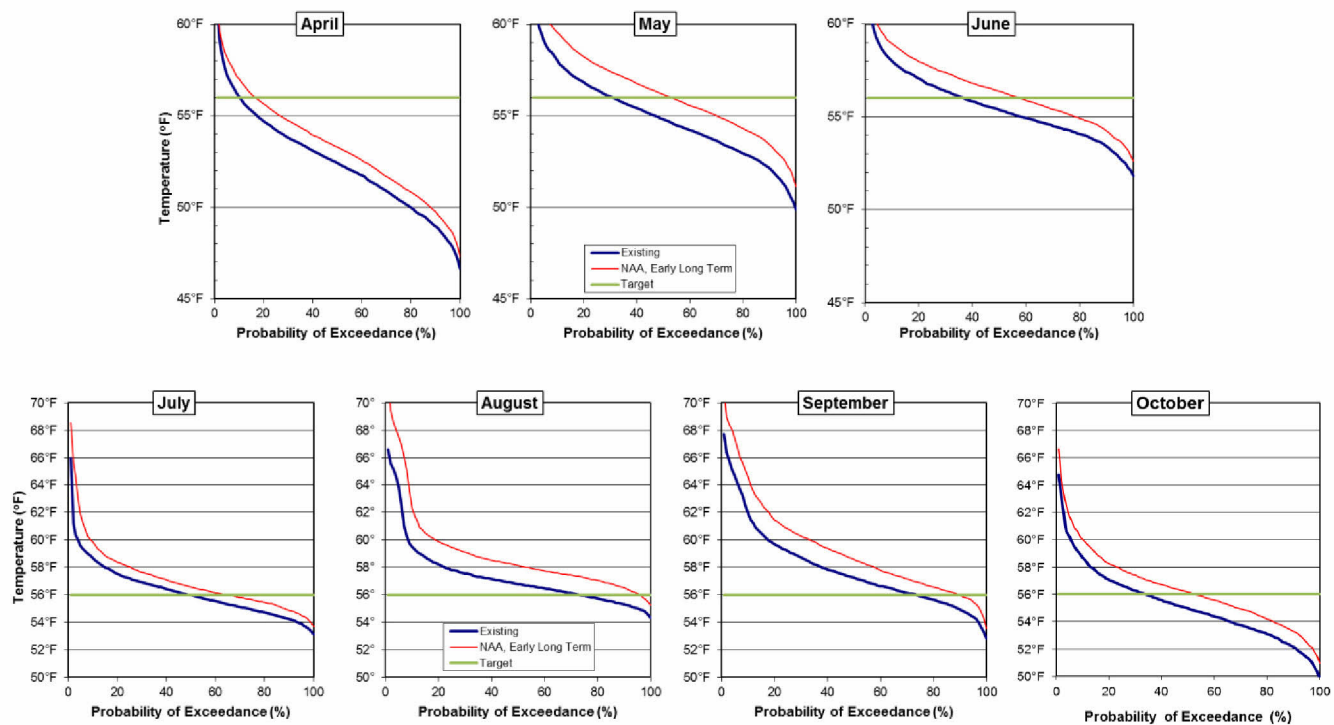 April
May
June
60°F
55°F
50°F
45°F
Temperature (°F)
0 20 40 60 80 100
Probability of Exceedance (%)
60°F
55°F
50°F
45°F
Existing
NAA, Early Long Term
Target
0 20 40 60 80 100
Probability of Exceedance (%)
60°F
55°F
50°F
45°F
0 20 40 60 80 100
Probability of Exceedance (%)
July
August
September
October
70°F
68°F
66°F
64°F
62°F
60°F
58°F
56°F
54°F
52°F
50°F
Temperature (°F)
0 20 40 60 80 100
Probability of Exceedance (%)
70°F
68°
66°
64°
62°
60°
58°
56°
54°
52°
50°F
Existing
NAA, Early Long Term
Target
0 20 40 60 80 100
Probability of Exceedance (%)
70°F
68°F
66°F
64°F
62°F
60°F
58°F
56°F
54°F
52°F
50°F
0 20 40 60 80 100
Probability of Exceedance (%)
70°F
68°F
66°F
64°F
62°F
60°F
58°F
56°F
54°F
52°F
50°F
0 20 40 60 80 100
Probability of Exceedance (%)